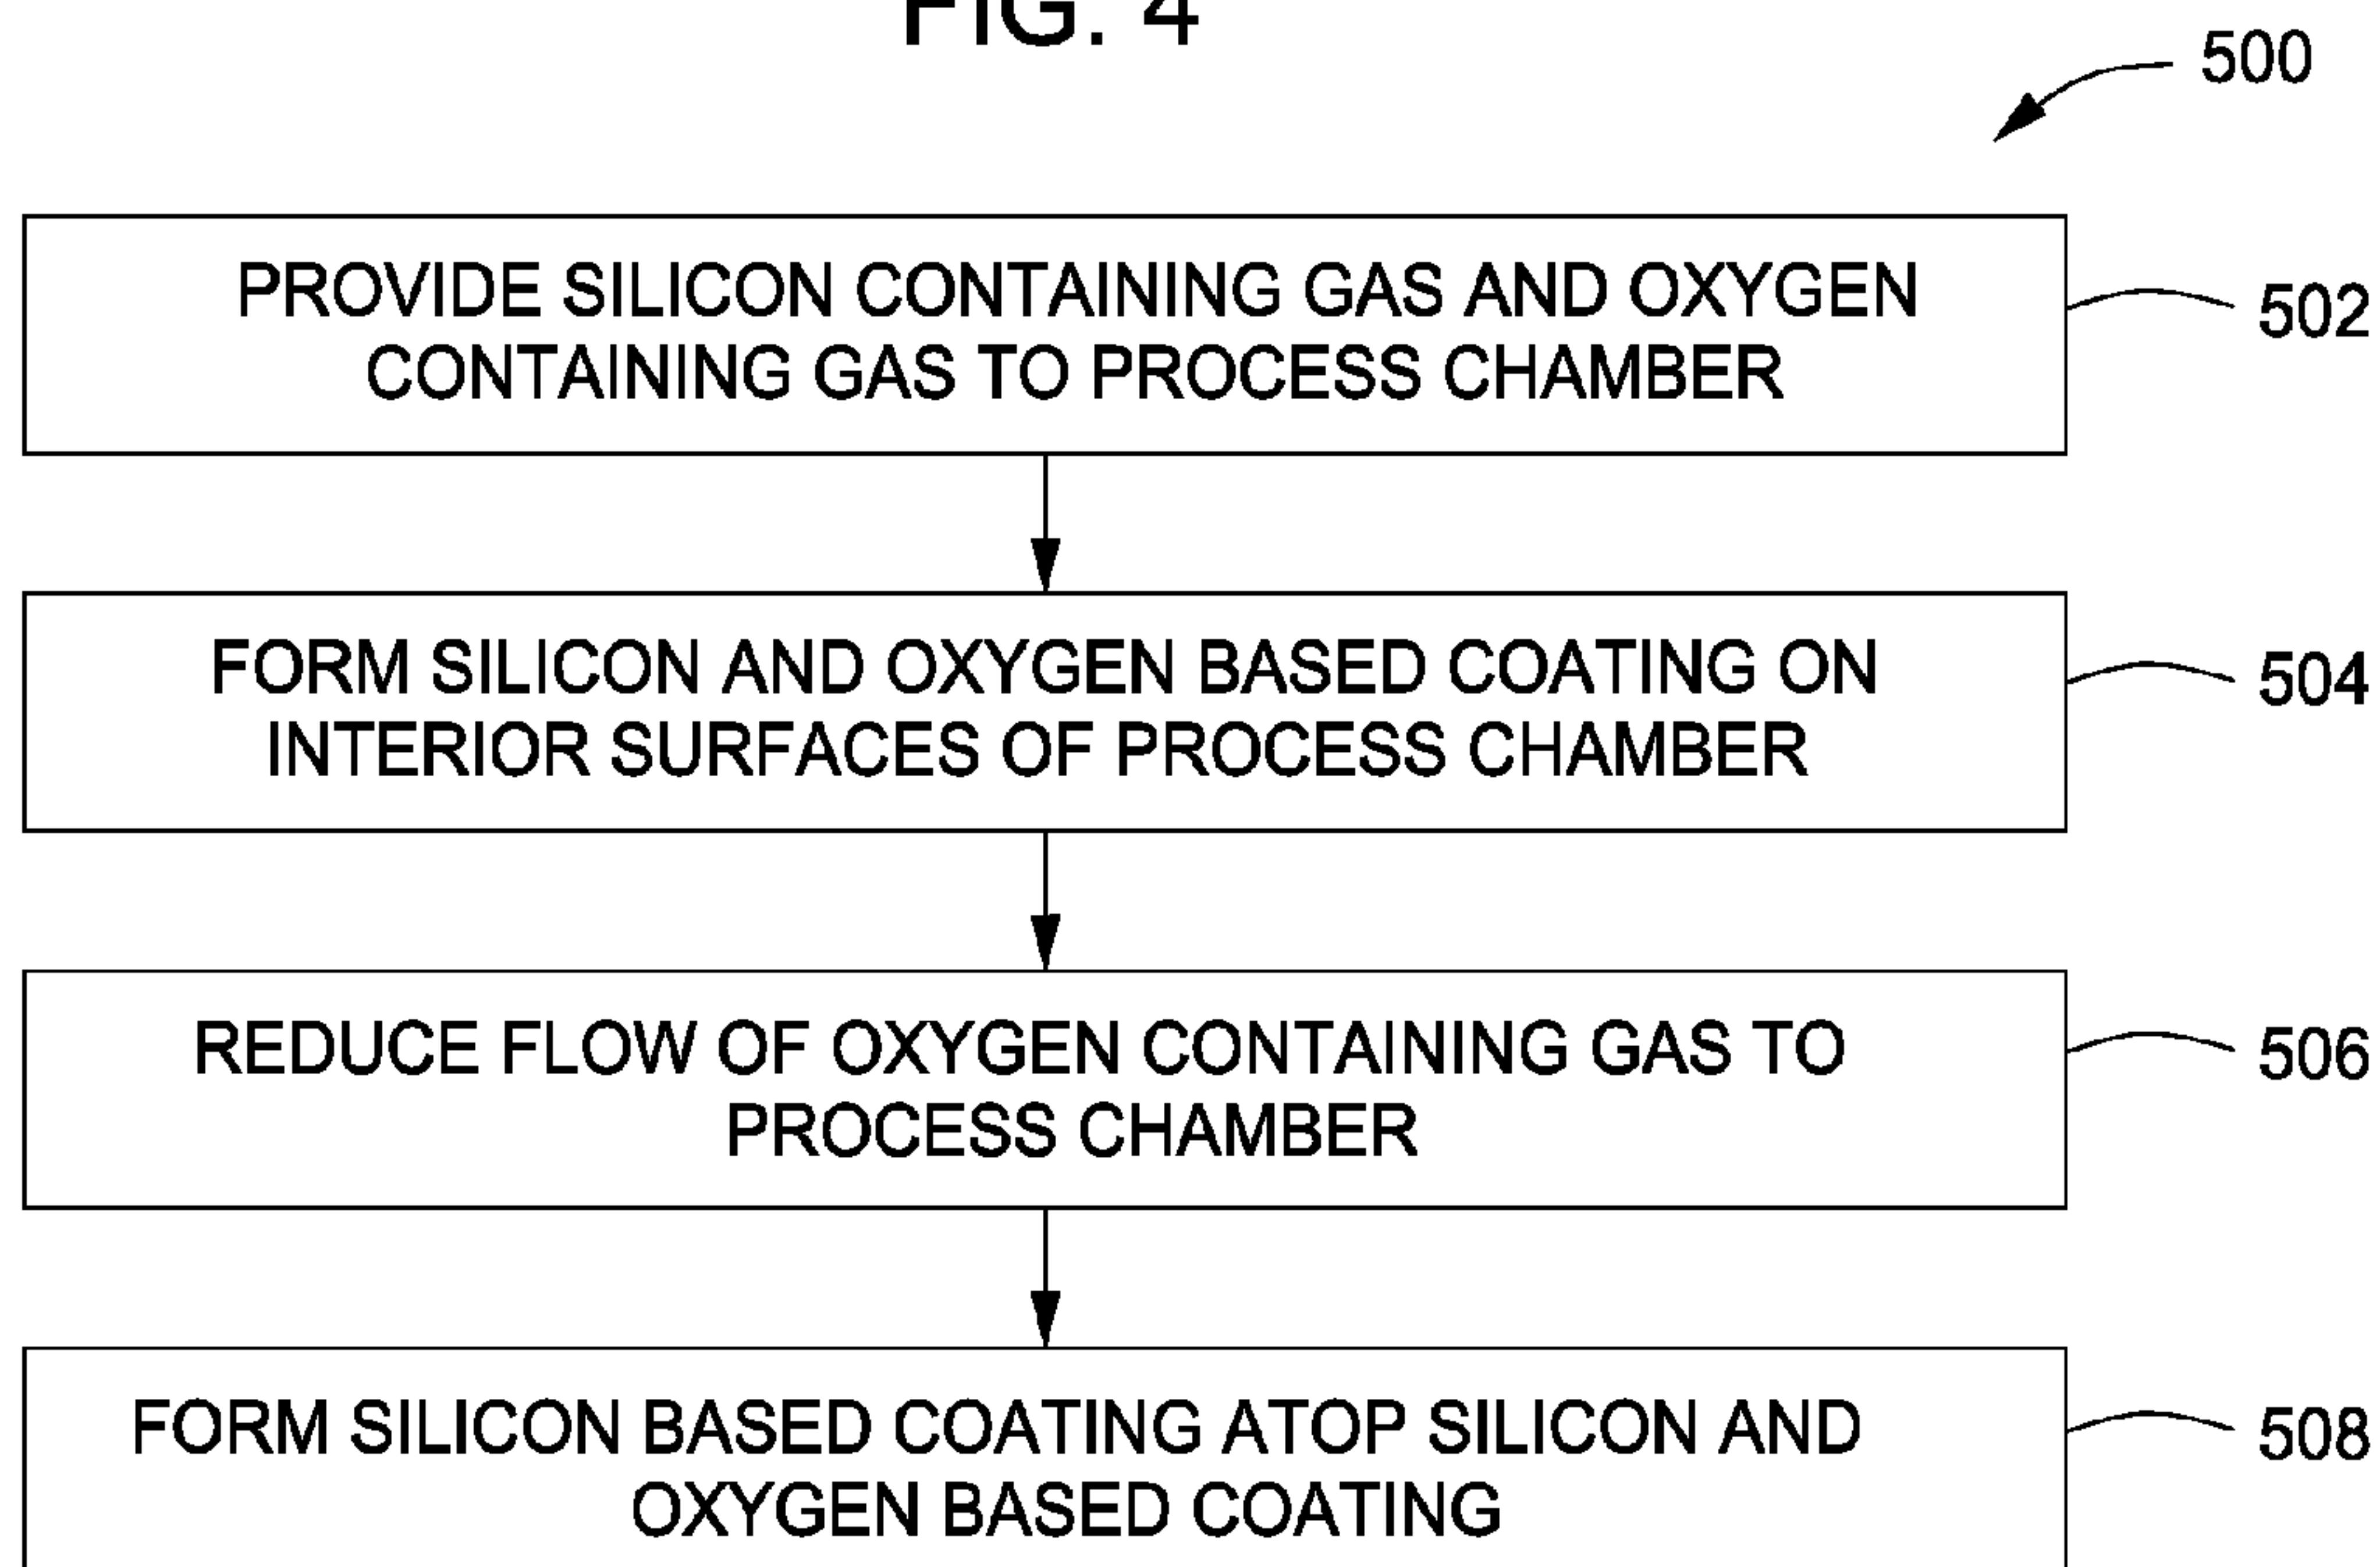 FIG. 4
500
PROVIDE SILICON CONTAINING GAS AND OXYGEN
CONTAINING GAS TO PROCESS CHAMBER
502
FORM SILICON AND OXYGEN BASED COATING ON
INTERIOR SURFACES OF PROCESS CHAMBER
504
REDUCE FLOW OF OXYGEN CONTAINING GAS TO
PROCESS CHAMBER
506
FORM SILICON BASED COATING ATOP SILICON AND
OXYGEN BASED COATING
508